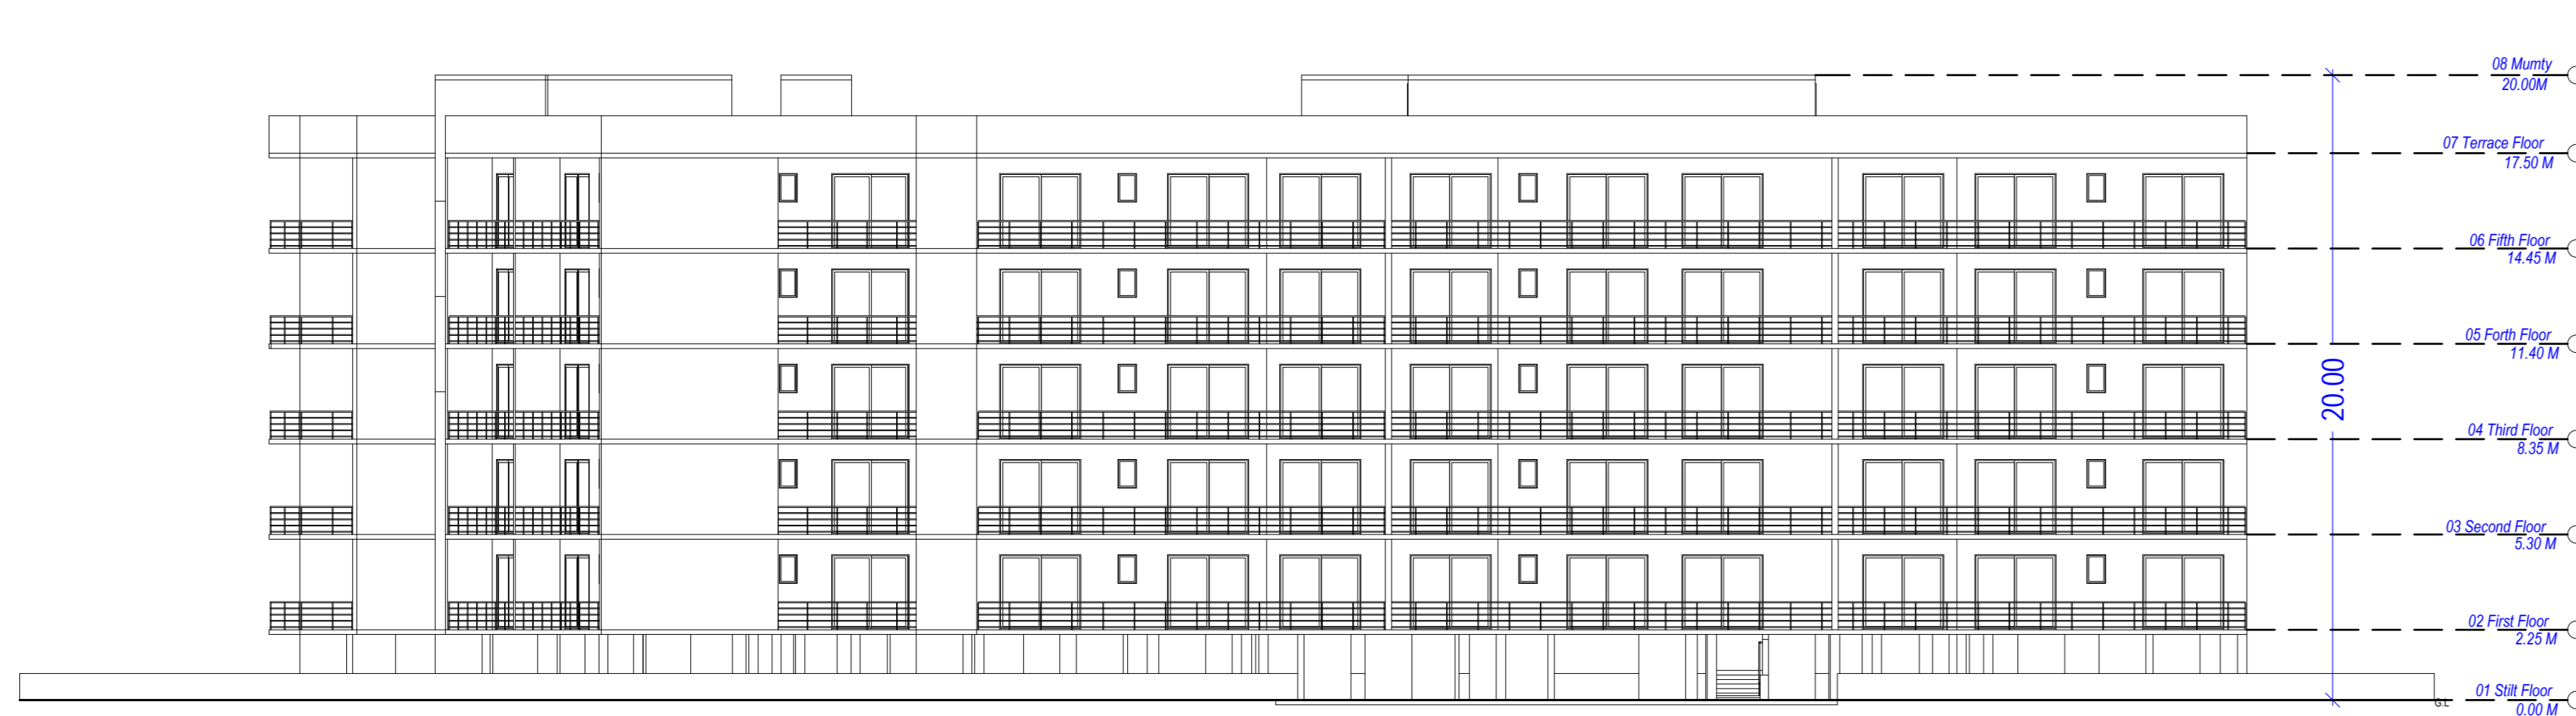 08 Mumty
20.00M
07 Terrace Floor
17.50 M
06 Fifth Floor
14.45 M
05 Forth Floor
11.40 M
20.00
04 Third Floor
8.35 M
03 Second Floor
5.30 M
02 First Floor
2.25 M
01 Stilt Floor
G.L
0.00 M